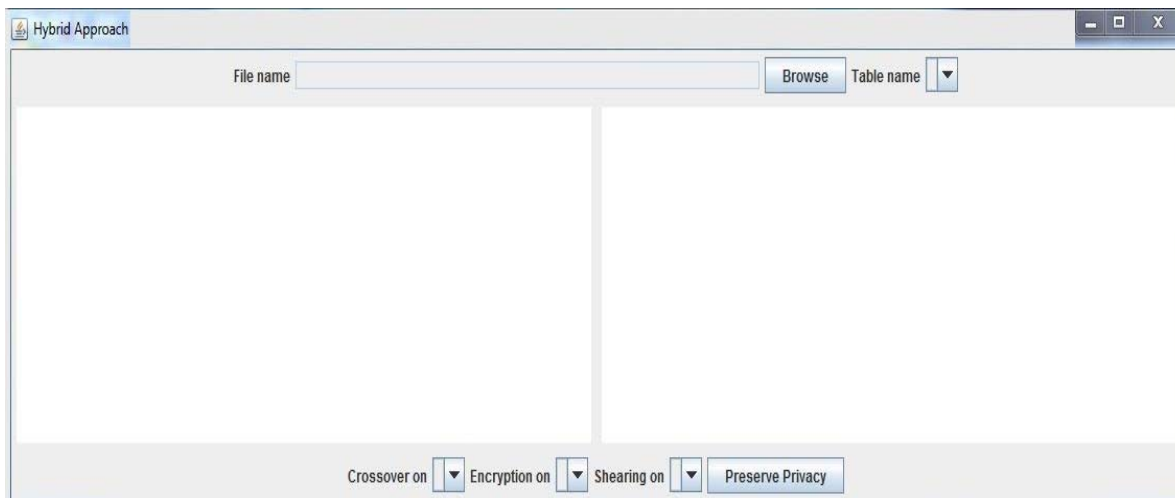 Hybrid Approach
File name Browse Table name
Crossover on Encryption on Shearing on Preserve Privacy